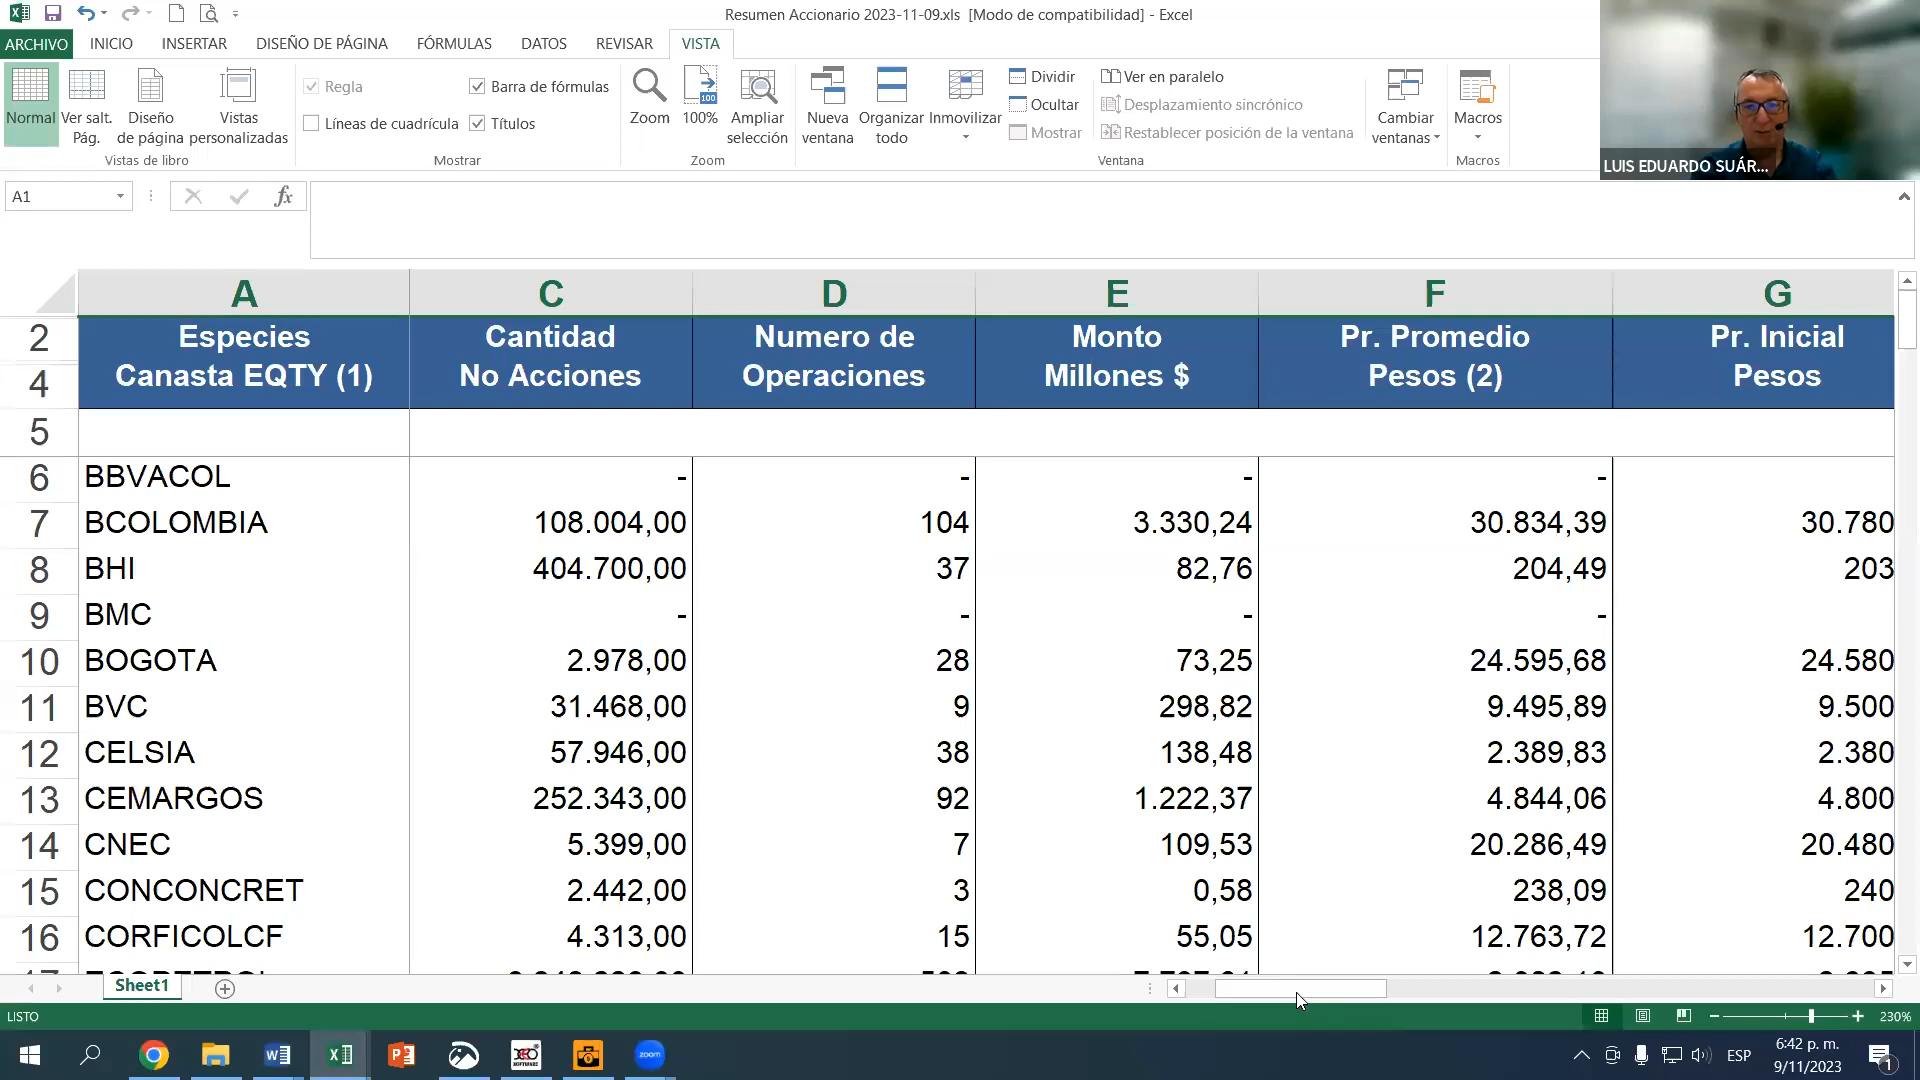 Resumen Accionario 2023-11-09.xls [Modo de compatibilidad] - Excel
ARCHIVO INICIO INSERTAR DISEÑO DE PÁGINA FÓRMULAS DATOS REVISAR VISTA
Normal
Ver salt. Pág.
Diseño de página
Vistas personalizadas
Vistas de libro
Regla
Barra de fórmulas
Líneas de cuadrícula
Títulos
Mostrar
Zoom
100
100%
Ampliar selección
Zoom
Nueva ventana
Organizar todo
Inmovilizar
Dividir
Ocultar
Mostrar
Ver en paralelo
Desplazamiento sincrónico
Restablecer posición de la ventana
Cambiar ventanas
Ventana
Macros
Macros
LUIS EDUARDO SUÁR...
A1
fx
A C D E F G
2 Especies Cantidad Numero de Monto Pr. Promedio Pr. Inicial
4 Canasta EQTY (1) No Acciones Operaciones Millones $ Pesos (2) Pesos
5
6 BBVACOL - - - -
7 BCOLOMBIA 108.004,00 104 3.330,24 30.834,39 30.780
8 BHI 404.700,00 37 82,76 204,49 203
9 BMC - - - -
10 BOGOTA 2.978,00 28 73,25 24.595,68 24.580
11 BVC 31.468,00 9 298,82 9.495,89 9.500
12 CELSIA 57.946,00 38 138,48 2.389,83 2.380
13 CEMARGOS 252.343,00 92 1.222,37 4.844,06 4.800
14 CNEC 5.399,00 7 109,53 20.286,49 20.480
15 CONCONCRET 2.442,00 3 0,58 238,09 240
16 CORFICOLCF 4.313,00 15 55,05 12.763,72 12.700
Sheet1
LISTO
230%
zoom
ESP
6:42 p. m.
9/11/2023
1